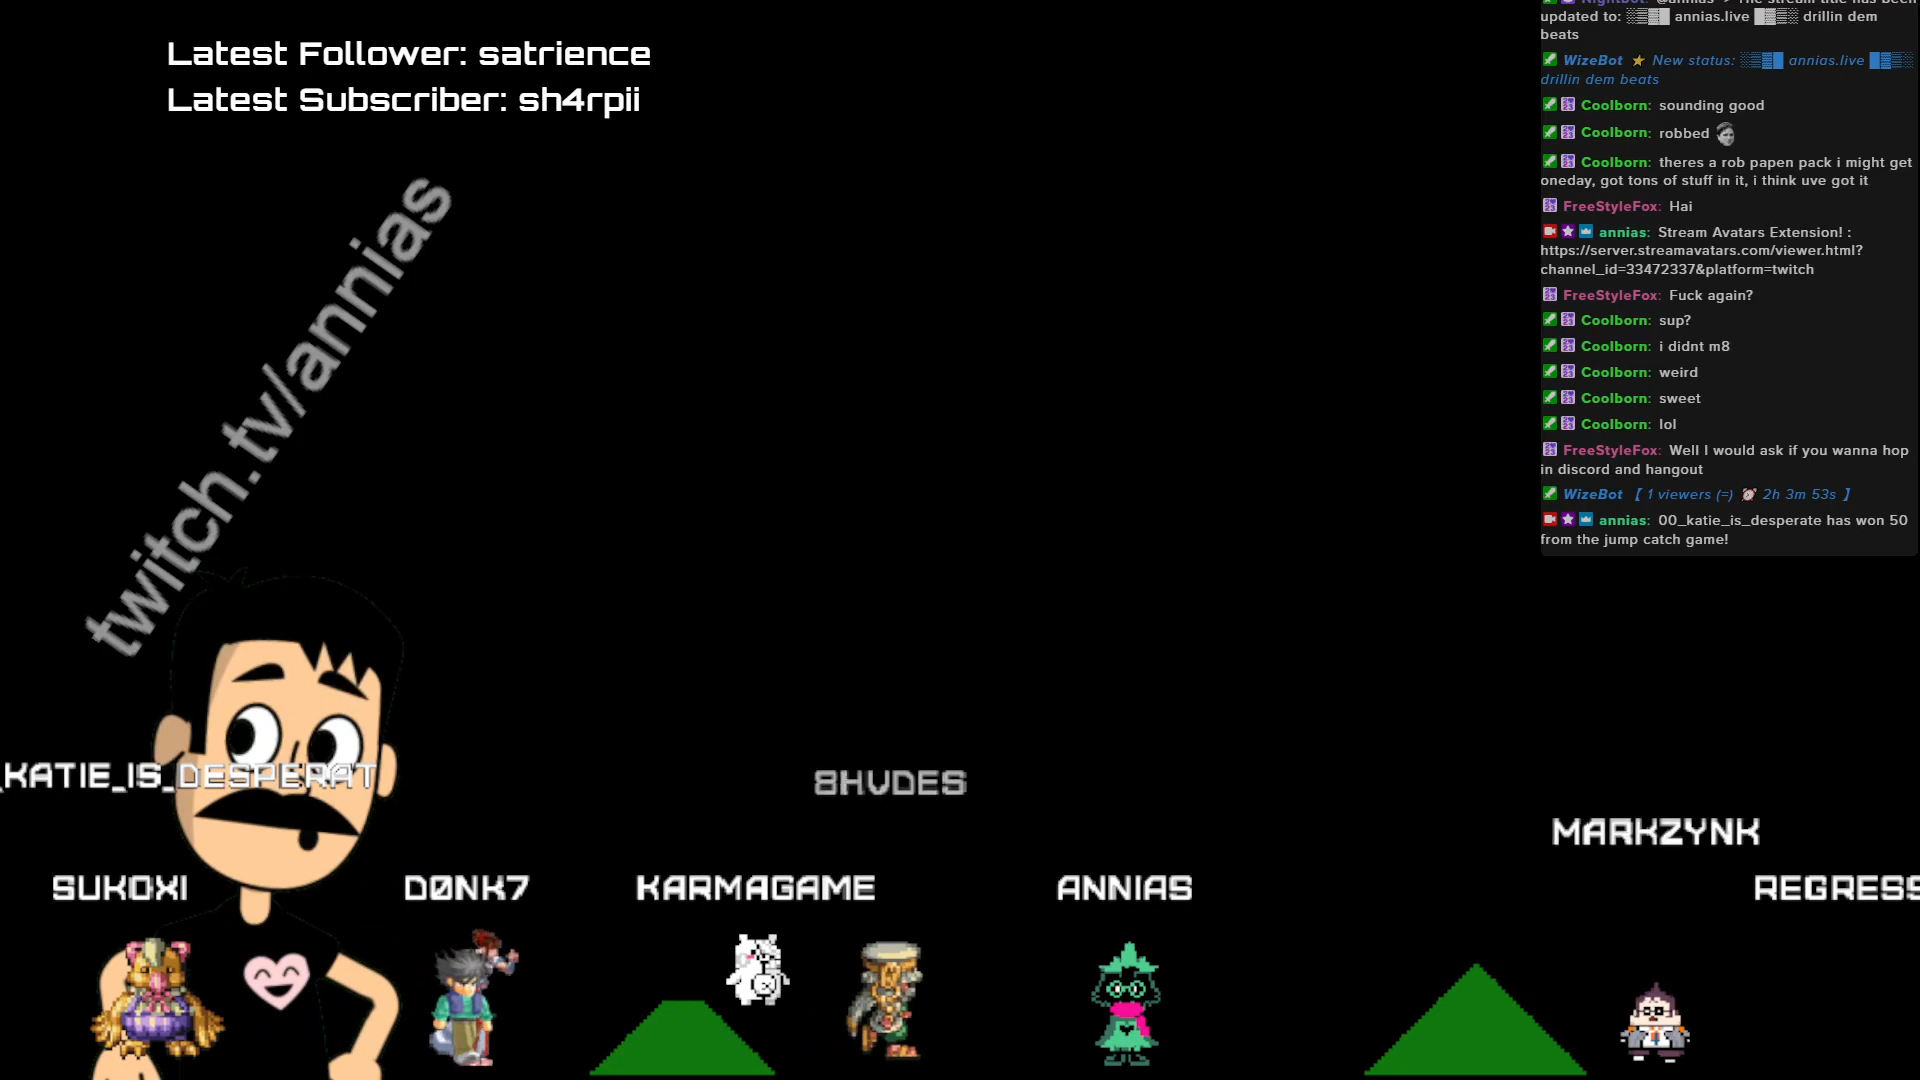 Latest Follower: satrience
Latest Subscriber: sh4rpii
twitch.tv/annias
updated to: ░▒▓█ annias.live █▓▒░ drillin dem
beats
WizeBot ★ New status: ░▒▓█ annias.live █▓▒░
drillin dem beats
Coolborn: sounding good
Coolborn: robbed
Coolborn: theres a rob papen pack i might get
oneday, got tons of stuff in it, i think uve got it
FreeStyleFox: Hai
annias: Stream Avatars Extension! :
https://server.streamavatars.com/viewer.html?
channel_id=33472337&platform=twitch
FreeStyleFox: Fuck again?
Coolborn: sup?
Coolborn: i didnt m8
Coolborn: weird
Coolborn: sweet
Coolborn: lol
FreeStyleFox: Well I would ask if you wanna hop
in discord and hangout
WizeBot 【 1 viewers (=) ⏰ 2h 3m 53s 】
annias: 00_katie_is_desperate has won 50
from the jump catch game!
_KATIE_IS_DESPERAT
8HVDES
MARKZYNK
SUKOXI
D0NK7
KARMAGAME
ANNIAS
REGRESS